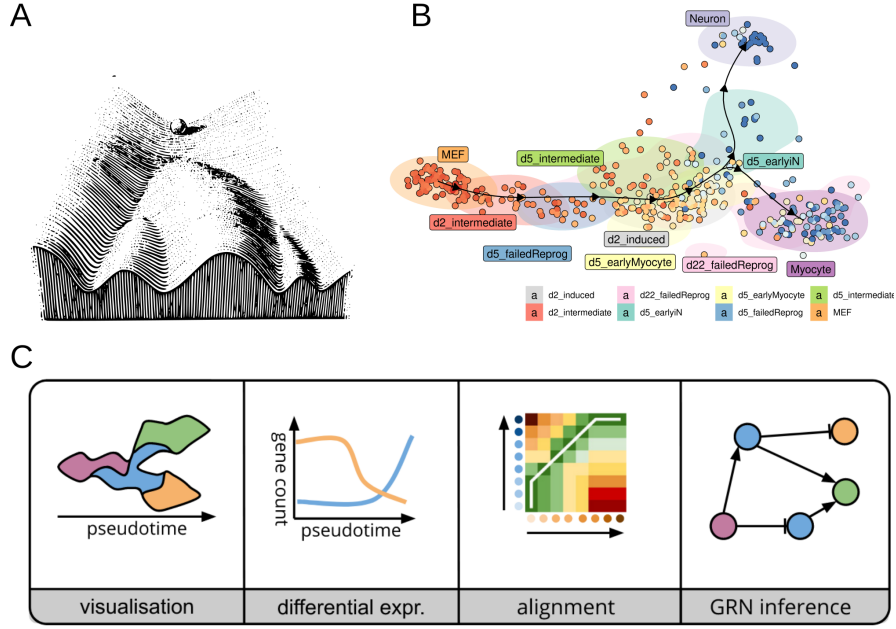 A
B
Neuron
MEF
d5_intermediate
d5_earlyiN
d2_intermediate
d2_induced
d5_failedReprog
d5_earlyMyocyte
d22_failedReprog
Myocyte
a d2_induced a d22_failedReprog a d5_earlyMyocyte a d5_intermediate
a d2_intermediate a d5_earlyiN a d5_failedReprog a MEF
C
pseudotime
gene count
pseudotime
visualisation
differential expr.
alignment
GRN inference